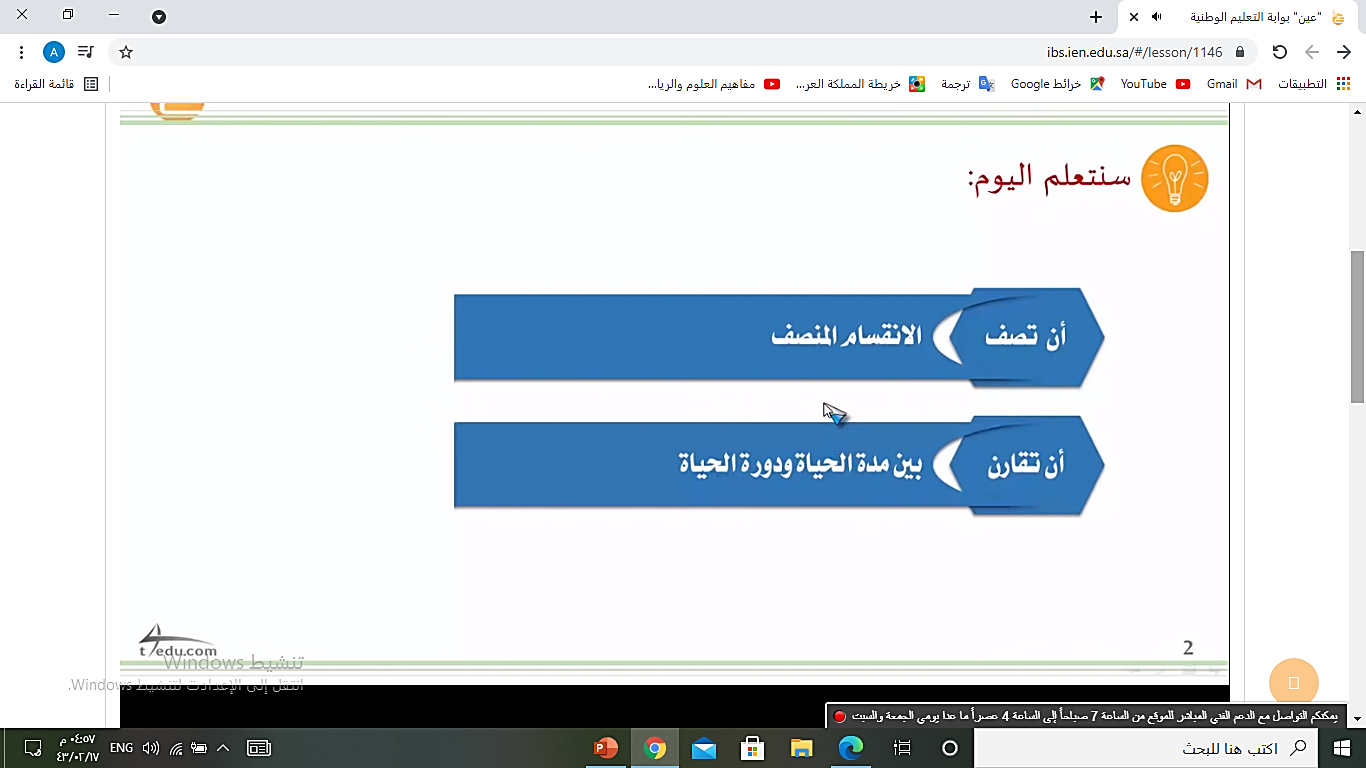 "عين" بوابة التعليم الوطنية
ibs.ien.edu.sa/#/lesson/1146
A
التطبيقات
Gmail
YouTube
خرائط Google
ترجمة
خريطة المملكة العر...
مفاهيم العلوم والريا...
قائمة القراءة
سنتعلم اليوم:
أن تصف
الانقسام المنصف
أن تقارن
بين مدة الحياة ودورة الحياة
t4edu.com
2
تنشيط Windows
انتقل إلى الإعدادات لتنشيط Windows.
يمكنكم التواصل مع الدعم الفني المباشر للموقع من الساعة 7 صباحاً إلى الساعة 4 عصراً ما عدا يومي الجمعة والسبت
اكتب هنا للبحث
ENG
٠٤:٥٧ م
٤٣/٠٢/١٧